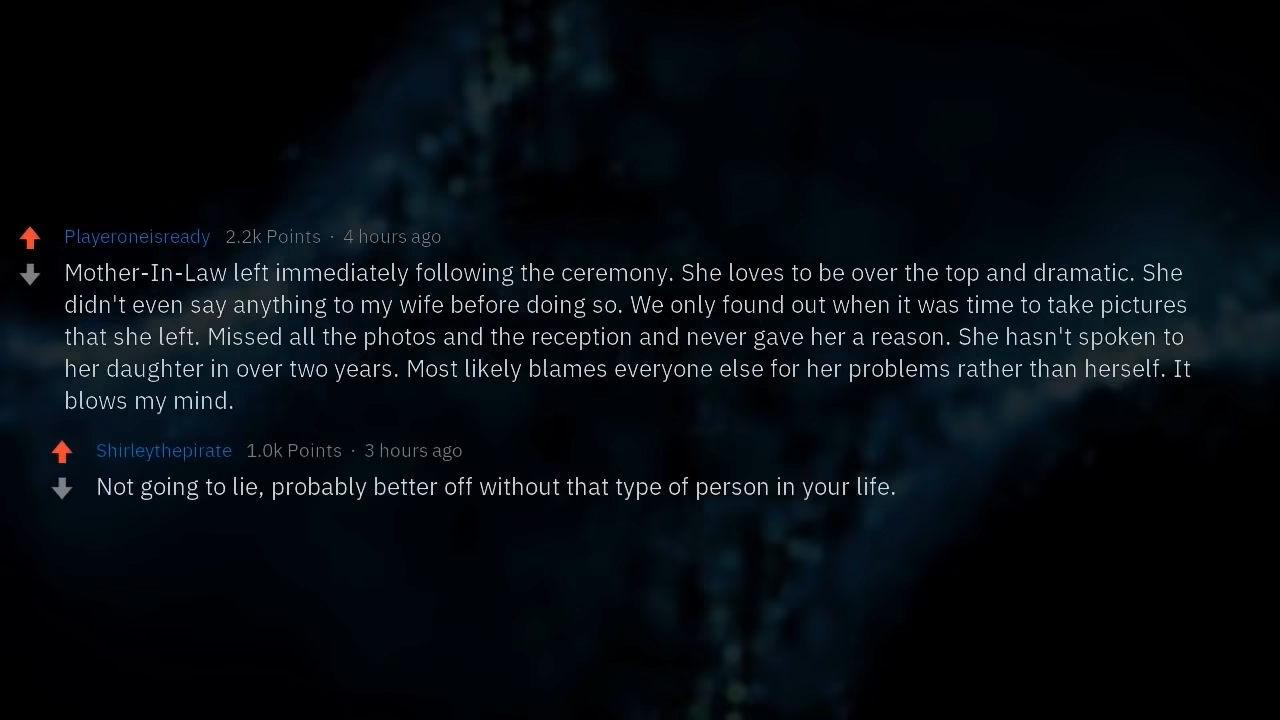 Playeroneisready 2.2k Points · 4 hours ago
Mother-In-Law left immediately following the ceremony. She loves to be over the top and dramatic. She
didn't even say anything to my wife before doing so. We only found out when it was time to take pictures
that she left. Missed all the photos and the reception and never gave her a reason. She hasn't spoken to
her daughter in over two years. Most likely blames everyone else for her problems rather than herself. It
blows my mind.
Shirleythepirate 1.0k Points · 3 hours ago
Not going to lie, probably better off without that type of person in your life.